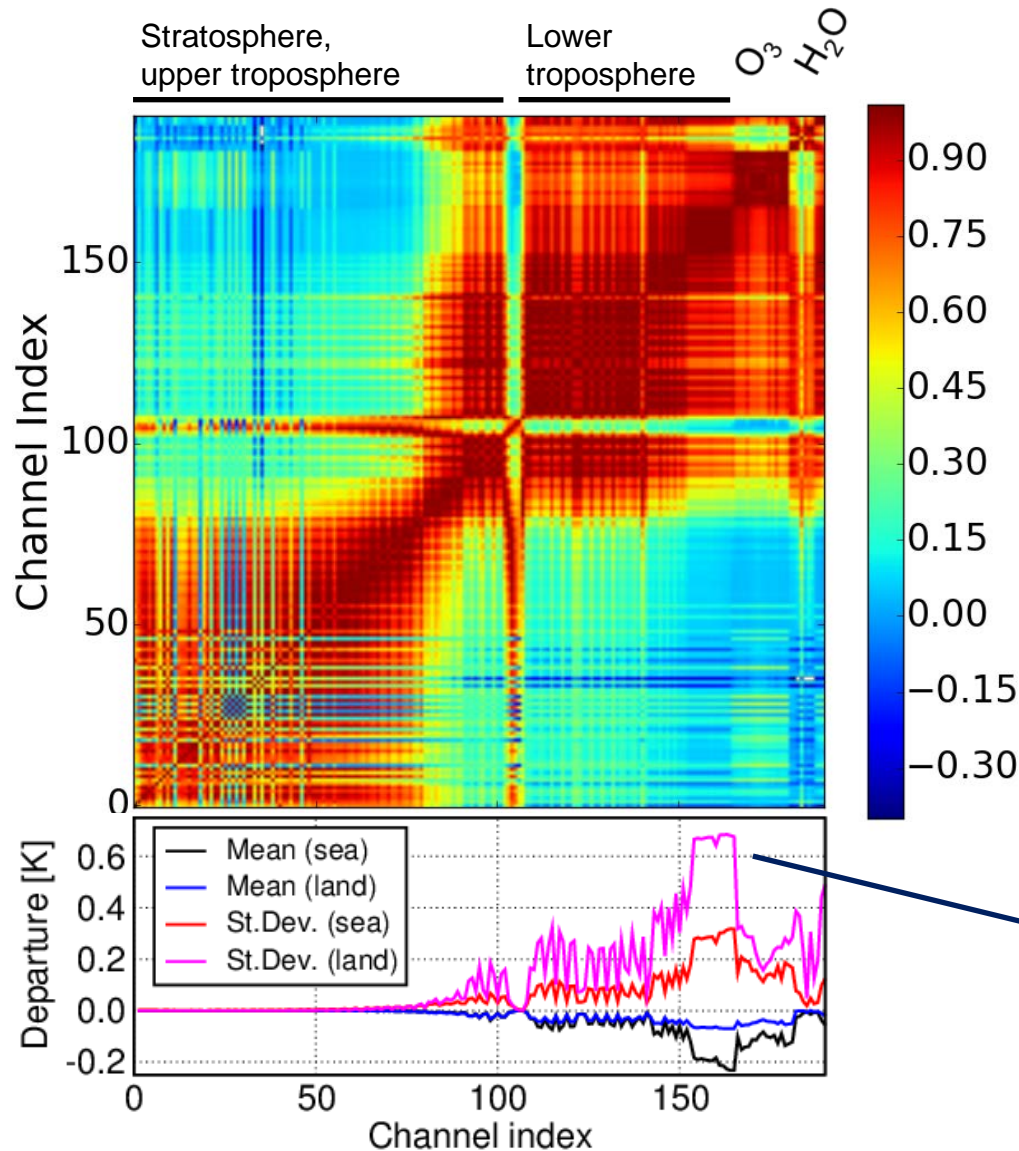 Stratosphere,
upper troposphere
Lower
troposphere
O3
H2O
Channel Index
150
100
50
0
0.90
0.75
0.60
0.45
0.30
0.15
0.00
−0.15
−0.30
Departure [K]
0.6
0.4
0.2
0.0
-0.2
Mean (sea)
Mean (land)
St.Dev. (sea)
St.Dev. (land)
0 50 100 150
Channel index